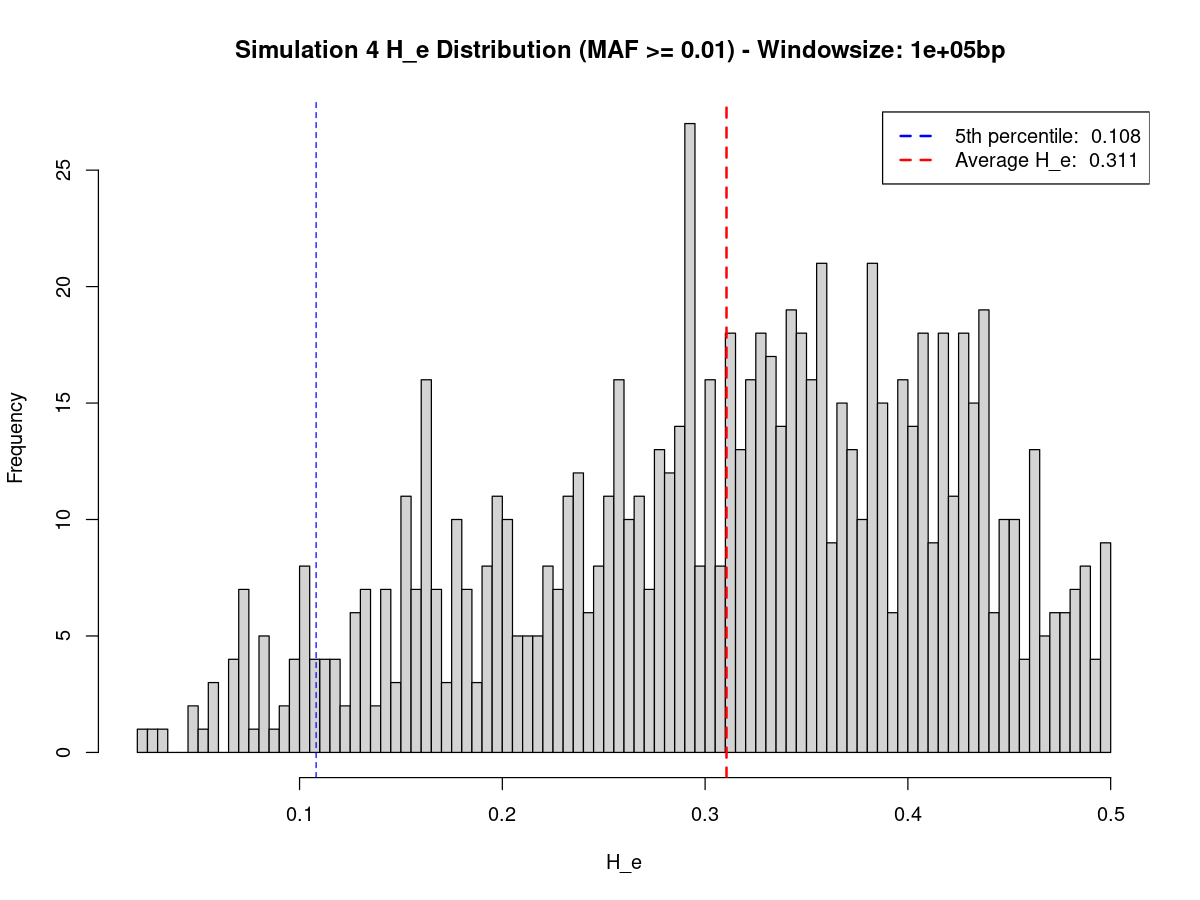 Simulation 4 H_e Distribution (MAF >= 0.01) - Windowsize: 1e+05bp
5th percentile: 0.108
Average H_e: 0.311
Frequency
25
20
15
10
5
0
0.1 0.2 0.3 0.4 0.5
H_e